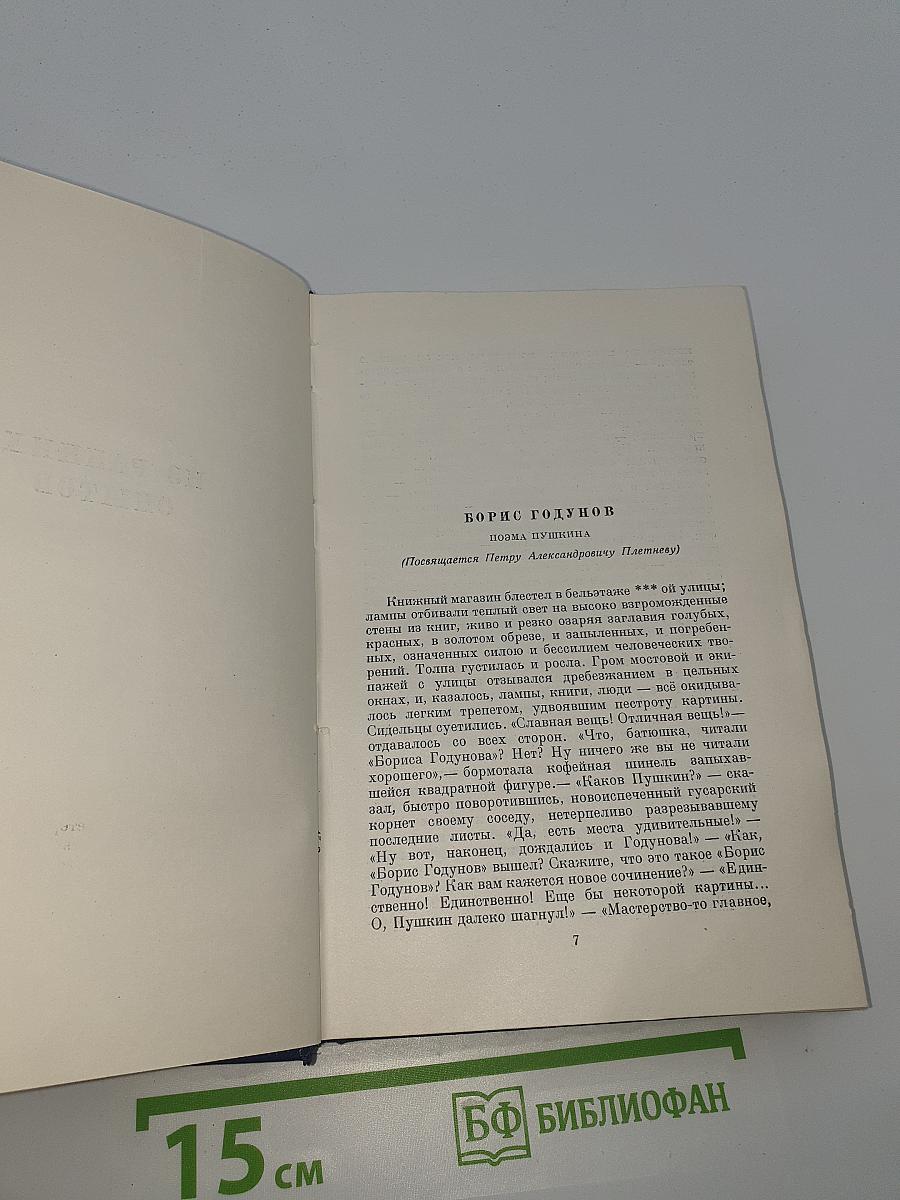 БОРИС ГОДУНОВ
ПОЭМА ПУШКИНА
(Посвящается Петру Александровичу Плетневу)
Книжный магазин блестел в бельэтаже *** ой улицы;
лампы отбивали теплый свет на высоко взгроможденные
стены из книг, живо и резко озаряя заглавия голубых,
красных, в золотом обрезе, и запыленных, и погребен-
ных, означенных силою и бессилием человеческих тво-
рений. Толпа густилась и росла. Гром мостовой и эки-
пажей с улицы отзывался дребезжанием в цельных
окнах, и, казалось, лампы, книги, люди — всё окидыва-
лось легким трепетом, удвоявшим пестроту картины.
Сидельцы суетились. «Славная вещь! Отличная вещь!»—
отдавалось со всех сторон. «Что, батюшка, читали
«Бориса Годунова»? Нет? Ну ничего же вы не читали
хорошего»,— бормотала кофейная шинель запыхав-
шейся квадратной фигуре.— «Каков Пушкин?» — ска-
зал, быстро поворотившись, новоиспеченный гусарский
корнет своему соседу, нетерпеливо разрезывавшему
последние листы. «Да, есть места удивительные!» —
«Ну вот, наконец, дождались и Годунова!» — «Как,
«Борис Годунов» вышел? Скажите, что это такое «Борис
Годунов»? Как вам кажется новое сочинение?» — «Един-
ственно! Единственно! Еще бы некоторой картины...
О, Пушкин далеко шагнул!» — «Мастерство-то главное,
7
15 см
БФ БИБЛИОФАН